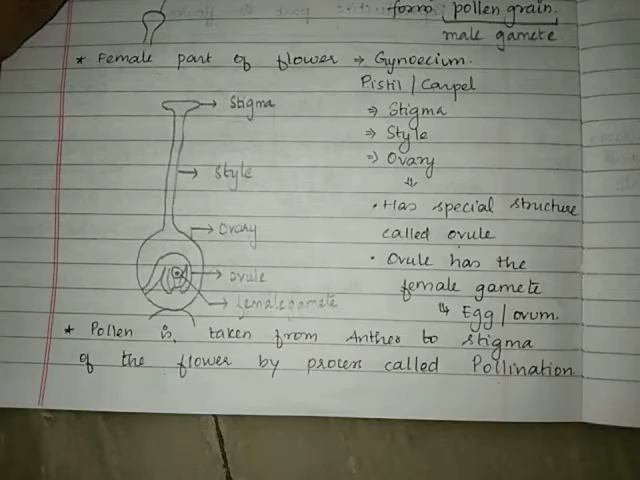 form pollen grain.
male gamete
* Female part of flower → Gynoecium.
Pistil / Carpel
→ Stigma
⇒ Stigma
⇒ Style
→ style
⇒ Ovary
⇓
• Has special structure
→ ovary
called ovule
• Ovule has the
→ ovule
female gamete
→ female gamete
↳ Egg / ovum.
* Pollen is taken from Anther to stigma
of the flower by process called Pollination.